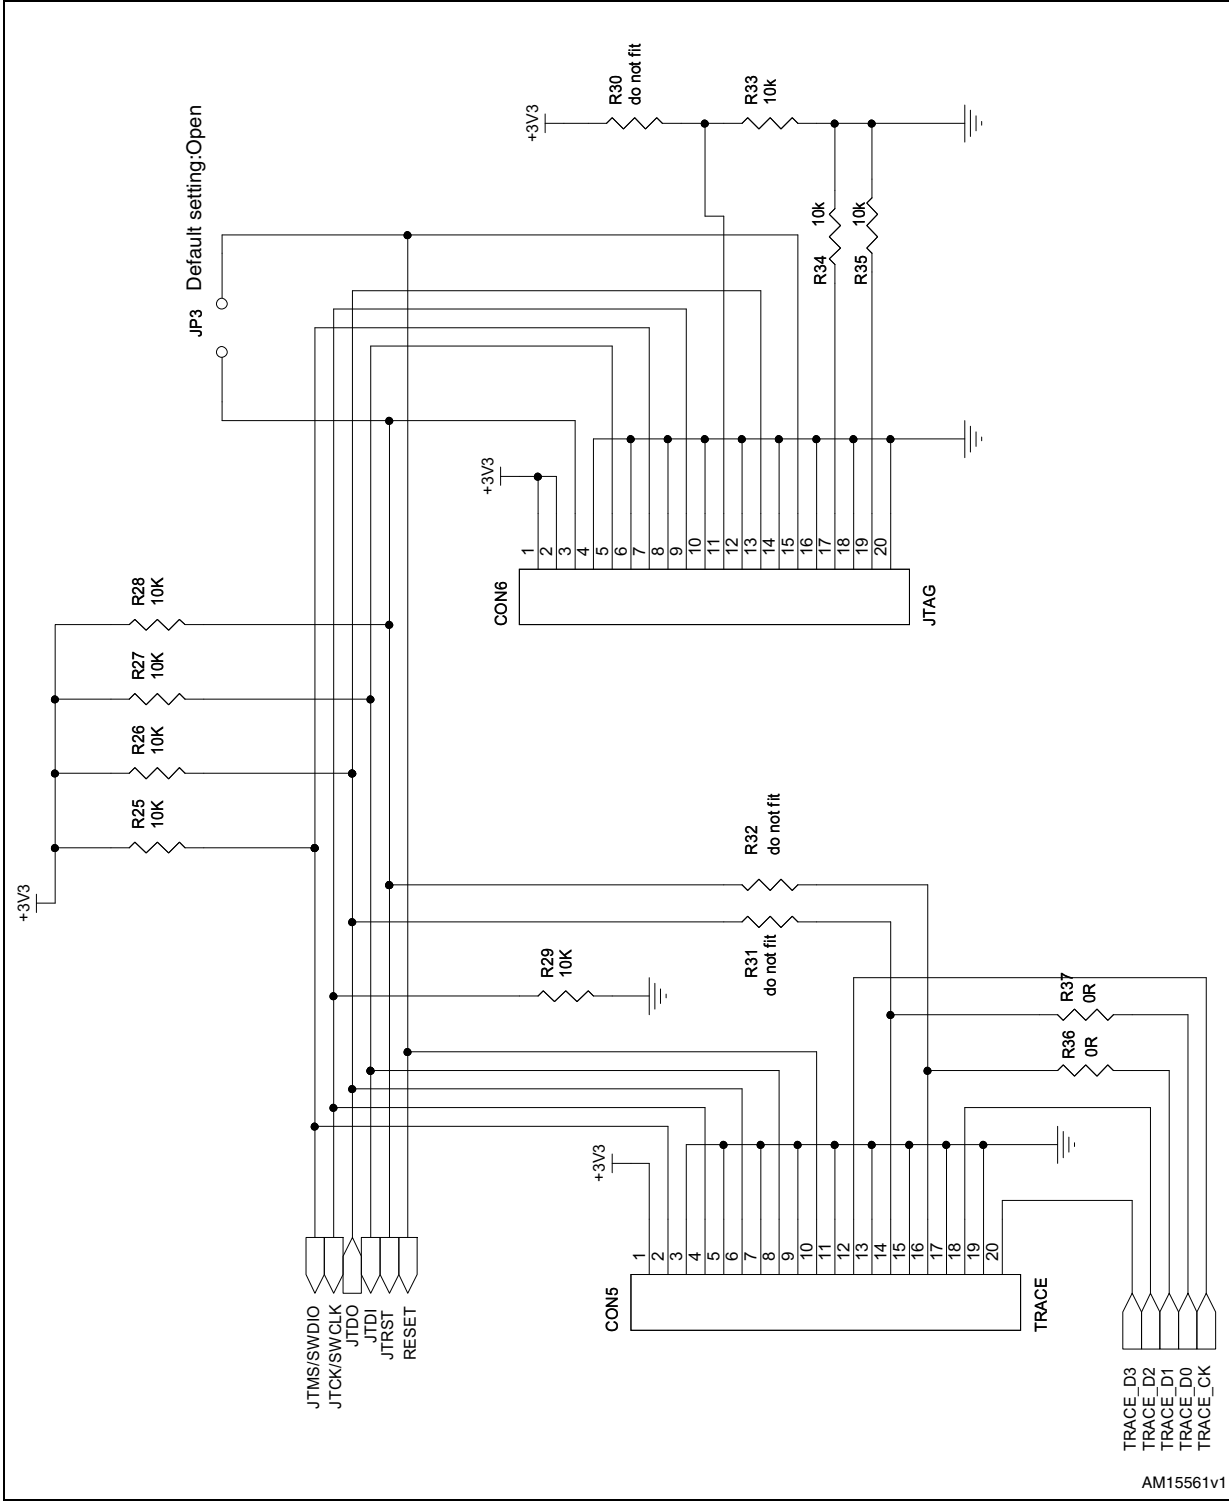 Default setting:Open
JP3
+3V3
R30
do not fit
R33
10k
R34
10k
R35
10k
+3V3
CON6
1
2
3
4
5
6
7
8
9
10
11
12
13
14
15
16
17
18
19
20
JTAG
R28
10K
R27
10K
R26
10K
R25
10K
+3V3
R32
do not fit
R31
do not fit
R29
10K
R37
0R
R36
0R
+3V3
CON5
1
2
3
4
5
6
7
8
9
10
11
12
13
14
15
16
17
18
19
20
TRACE
JTMS/SWDIO
JTCK/SWCLK
JTDO
JTDI
JTRST
RESET
TRACE_D3
TRACE_D2
TRACE_D1
TRACE_D0
TRACE_CK
AM15561v1